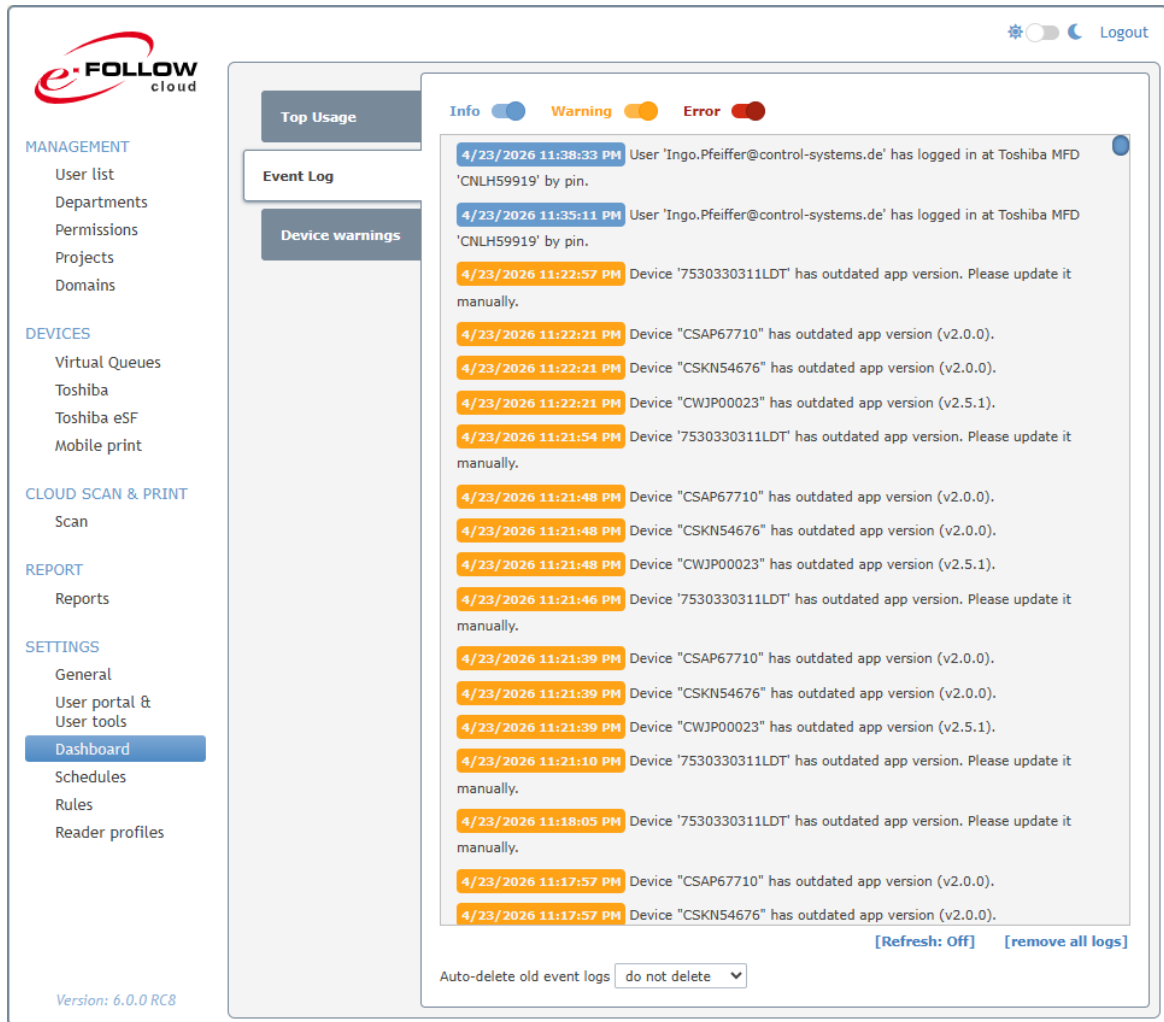 Logout
e-FOLLOW
cloud
MANAGEMENT
User list
Departments
Permissions
Projects
Domains
DEVICES
Virtual Queues
Toshiba
Toshiba eSF
Mobile print
CLOUD SCAN & PRINT
Scan
REPORT
Reports
SETTINGS
General
User portal &
User tools
Dashboard
Schedules
Rules
Reader profiles
Version: 6.0.0 RC8
Top Usage
Event Log
Device warnings
Info Warning Error
4/23/2026 11:38:33 PM User 'Ingo.Pfeiffer@control-systems.de' has logged in at Toshiba MFD
'CNLH59919' by pin.
4/23/2026 11:35:11 PM User 'Ingo.Pfeiffer@control-systems.de' has logged in at Toshiba MFD
'CNLH59919' by pin.
4/23/2026 11:22:57 PM Device '7530330311LDT' has outdated app version. Please update it
manually.
4/23/2026 11:22:21 PM Device "CSAP67710" has outdated app version (v2.0.0).
4/23/2026 11:22:21 PM Device "CSKN54676" has outdated app version (v2.0.0).
4/23/2026 11:22:21 PM Device "CWJP00023" has outdated app version (v2.5.1).
4/23/2026 11:21:54 PM Device '7530330311LDT' has outdated app version. Please update it
manually.
4/23/2026 11:21:48 PM Device "CSAP67710" has outdated app version (v2.0.0).
4/23/2026 11:21:48 PM Device "CSKN54676" has outdated app version (v2.0.0).
4/23/2026 11:21:48 PM Device "CWJP00023" has outdated app version (v2.5.1).
4/23/2026 11:21:46 PM Device '7530330311LDT' has outdated app version. Please update it
manually.
4/23/2026 11:21:39 PM Device "CSAP67710" has outdated app version (v2.0.0).
4/23/2026 11:21:39 PM Device "CSKN54676" has outdated app version (v2.0.0).
4/23/2026 11:21:39 PM Device "CWJP00023" has outdated app version (v2.5.1).
4/23/2026 11:21:10 PM Device '7530330311LDT' has outdated app version. Please update it
manually.
4/23/2026 11:18:05 PM Device '7530330311LDT' has outdated app version. Please update it
manually.
4/23/2026 11:17:57 PM Device "CSAP67710" has outdated app version (v2.0.0).
4/23/2026 11:17:57 PM Device "CSKN54676" has outdated app version (v2.0.0).
[Refresh: Off] [remove all logs]
Auto-delete old event logs do not delete